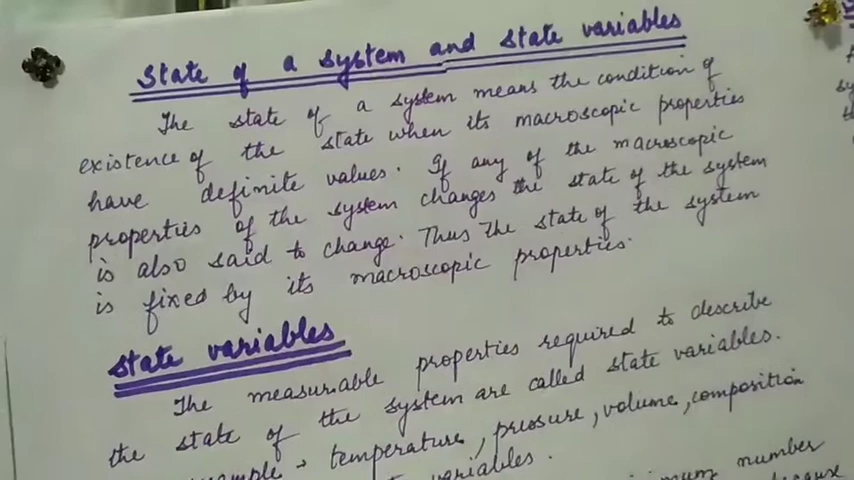 State of a system and state variables
The state of a system means the condition of
existence of the state when its macroscopic properties
have definite values. If any of the macroscopic
properties of the system changes the state of the system
is also said to change. Thus the state of the system
is fixed by its macroscopic properties.
State variables
The measurable properties required to describe
the state of the system are called state variables.
temperature, pressure, volume, composition
variables.
number